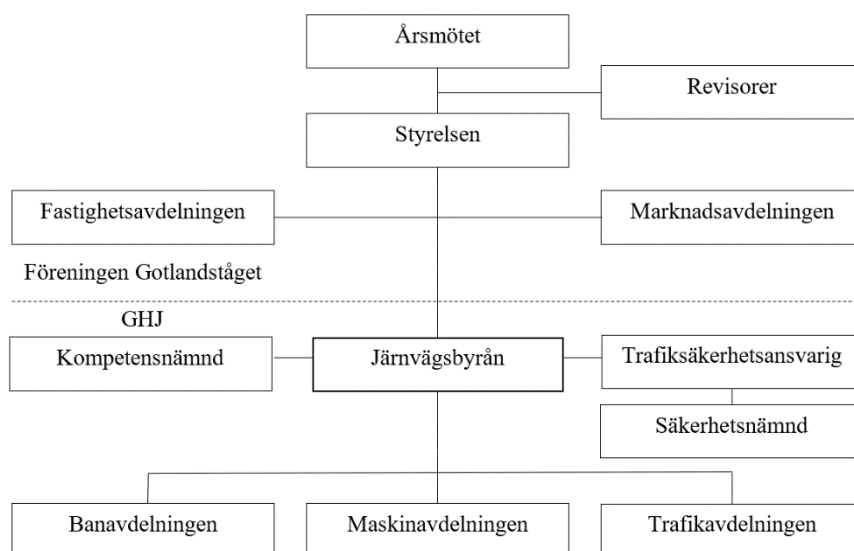 Årsmötet
Revisorer
Styrelsen
Fastighetsavdelningen
Marknadsavdelningen
Föreningen Gotlandståget
GHJ
Kompetensnämnd
Järnvägsbyrån
Trafiksäkerhetsansvarig
Säkerhetsnämnd
Banavdelningen
Maskinavdelningen
Trafikavdelningen